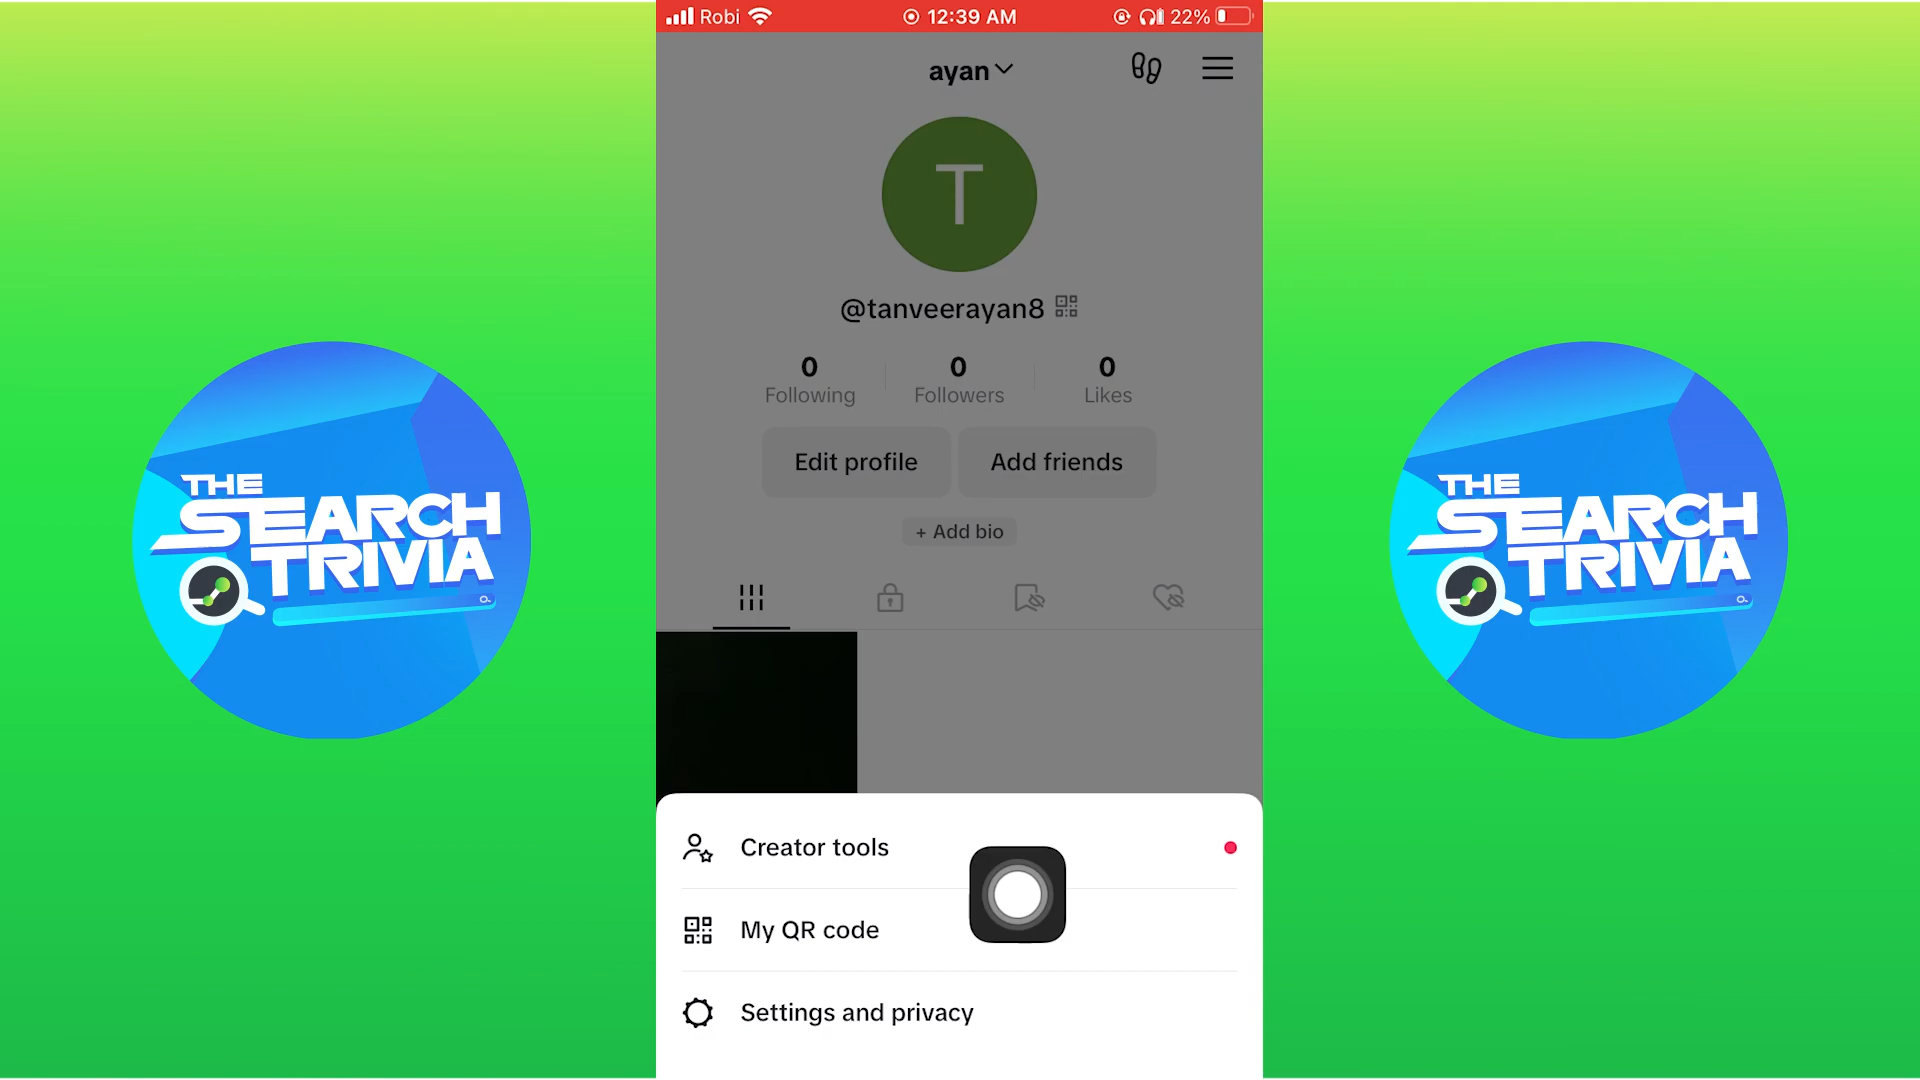 Robi 12:39 AM 22%
ayan
T
@tanveerayan8
0 0 0
Following Followers Likes
Edit profile Add friends
+ Add bio
Creator tools
My QR code
Settings and privacy
THE
SEARCH
TRIVIA
THE
SEARCH
TRIVIA